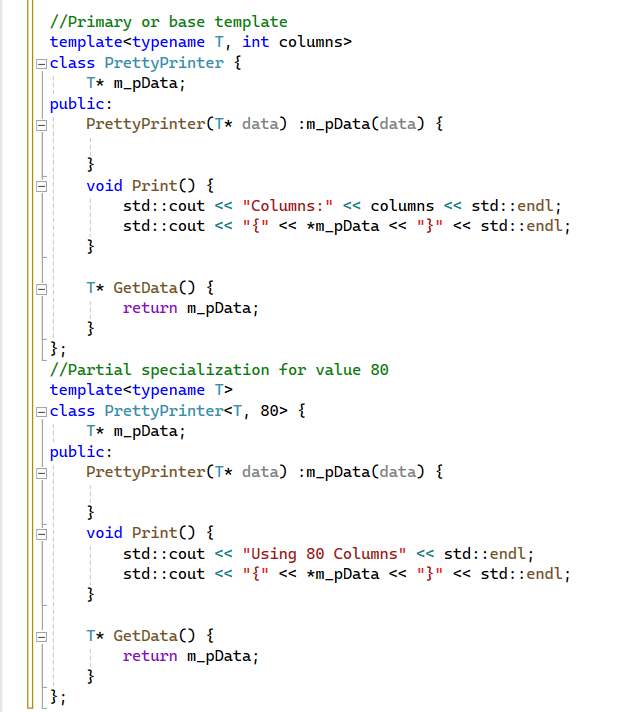 //Primary or base template
template<typename T, int columns>
class PrettyPrinter {
    T* m_pData;
public:
    PrettyPrinter(T* data) :m_pData(data) {

    }
    void Print() {
        std::cout << "Columns:" << columns << std::endl;
        std::cout << "{" << *m_pData << "}" << std::endl;
    }

    T* GetData() {
        return m_pData;
    }
};
//Partial specialization for value 80
template<typename T>
class PrettyPrinter<T, 80> {
    T* m_pData;
public:
    PrettyPrinter(T* data) :m_pData(data) {

    }
    void Print() {
        std::cout << "Using 80 Columns" << std::endl;
        std::cout << "{" << *m_pData << "}" << std::endl;
    }

    T* GetData() {
        return m_pData;
    }
};